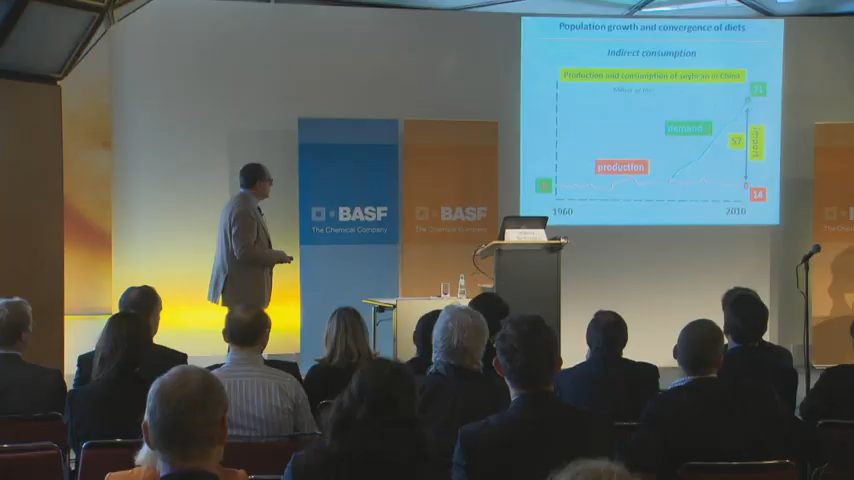 Population growth and convergence of diets
Indirect consumption
Production and consumption of soybean in China
71
demand
57
import
production
14
1960
2010
BASF
The Chemical Company
BASF
The Chemical Company